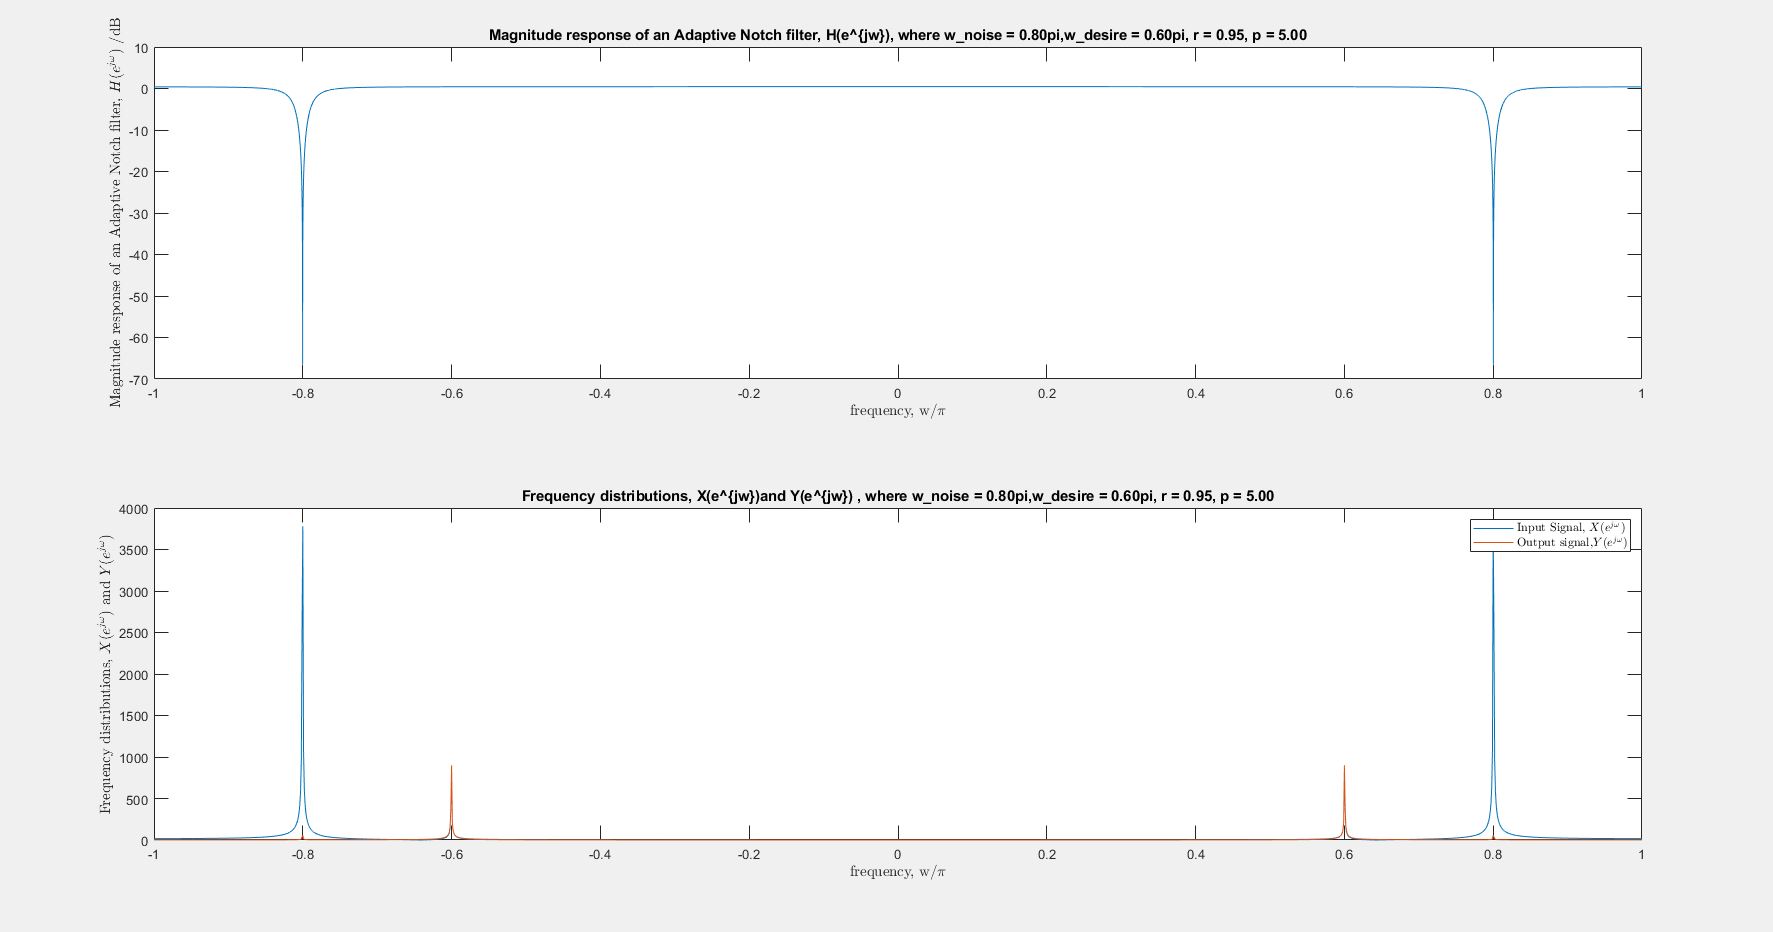 Magnitude response of an Adaptive Notch filter, H(e^{jw}), where w_noise = 0.80pi,w_desire = 0.60pi, r = 0.95, p = 5.00
Magnitude response of an Adaptive Notch filter, H(e^{jω}) /dB
10
0
-10
-20
-30
-40
-50
-60
-70
-1 -0.8 -0.6 -0.4 -0.2 0 0.2 0.4 0.6 0.8 1
frequency, w/π
Frequency distributions, X(e^{jw})and Y(e^{jw}) , where w_noise = 0.80pi,w_desire = 0.60pi, r = 0.95, p = 5.00
Frequency distributions, X(e^{jω}) and Y(e^{jω})
4000
3500
3000
2500
2000
1500
1000
500
0
Input Signal, X(e^{jω})
Output signal,Y(e^{jω})
-1 -0.8 -0.6 -0.4 -0.2 0 0.2 0.4 0.6 0.8 1
frequency, w/π